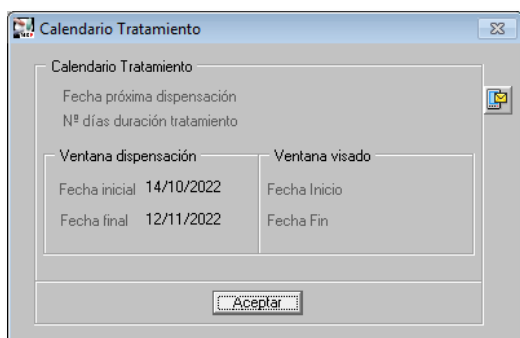 Calendario Tratamiento
Calendario Tratamiento
Fecha próxima dispensación
Nª días duración tratamiento
Ventana dispensación
Fecha inicial 14/10/2022
Fecha final 12/11/2022
Ventana visado
Fecha Inicio
Fecha Fin
Aceptar